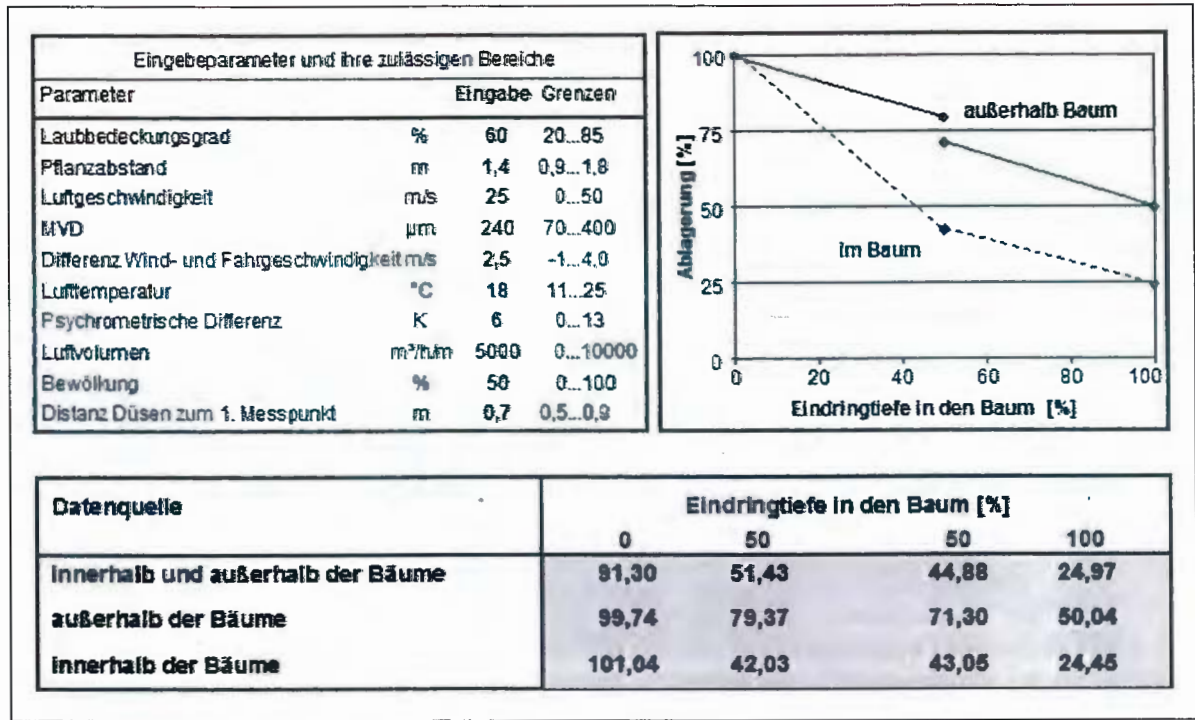 Eingebeparameter und ihre zulässigen Bereiche
Parameter Eingabe Grenzen
Laubbedeckungsgrad % 60 20...85
Pflanzabstand m 1,4 0,9...1,8
Luftgeschwindigkeit m/s 25 0...50
MVD µm 240 70...400
Differenz Wind- und Fahrgeschwindigkeit m/s 2,5 -1...4,0
Lufttemperatur °C 18 11...25
Psychrometrische Differenz K 6 0...13
Luftvolumen m³/h/m 5000 0...10000
Bewölkung % 50 0...100
Distanz Düsen zum 1. Messpunkt m 0,7 0,5...0,9
Ablagerung [%]
100
75
50
25
0
außerhalb Baum
im Baum
0 20 40 60 80 100
Eindringtiefe in den Baum [%]
Datenquelle Eindringtiefe in den Baum [%]
0 50 50 100
innerhalb und außerhalb der Bäume 91,30 51,43 44,88 24,97
außerhalb der Bäume 99,74 79,37 71,30 50,04
innerhalb der Bäume 101,04 42,03 43,05 24,45